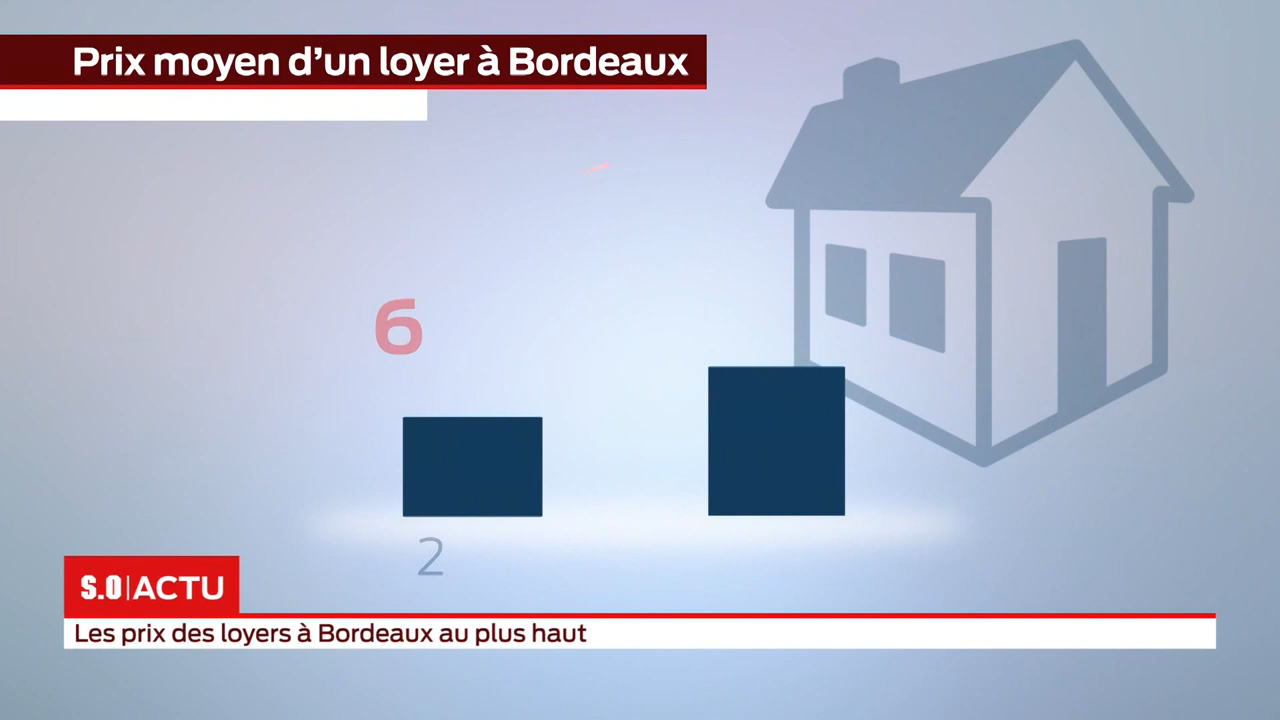 Prix moyen d’un loyer à Bordeaux
6
2
S.O|ACTU
Les prix des loyers à Bordeaux au plus haut